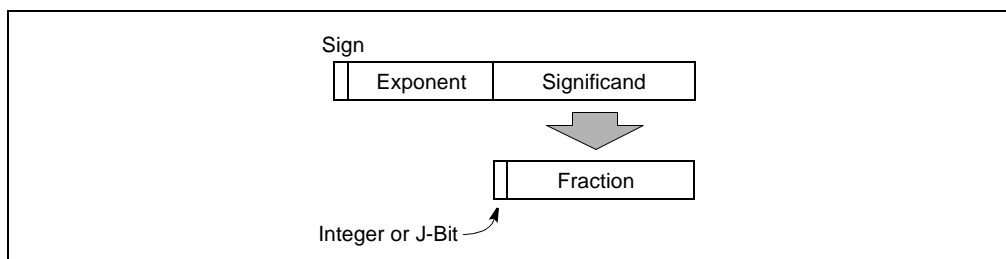 Sign
Exponent Significand
Fraction
Integer or J-Bit